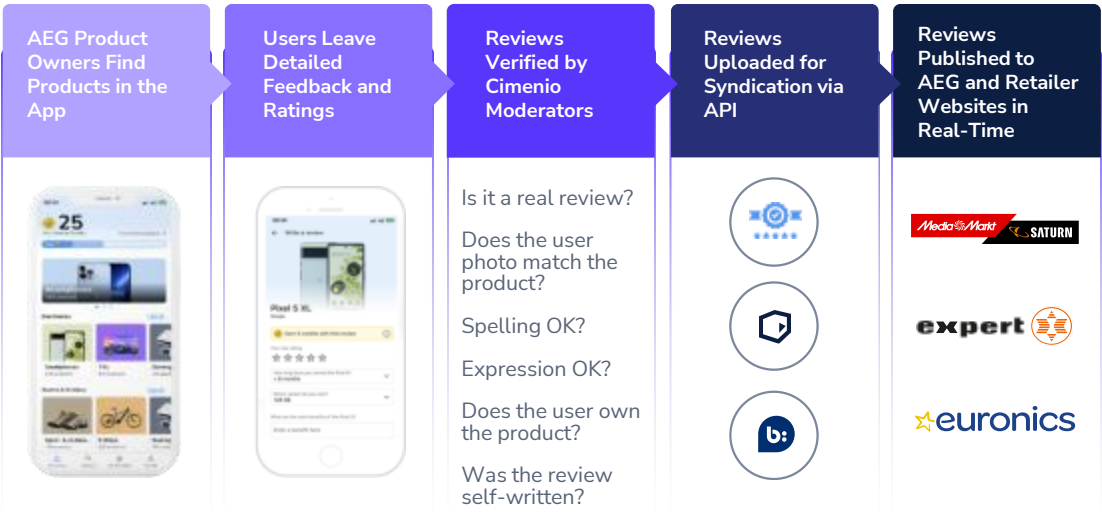 AEG Product
Owners Find
Products in the
App
Users Leave
Detailed
Feedback and
Ratings
Reviews
Verified by
Cimenio
Moderators
Reviews
Uploaded for
Syndication via
API
Reviews
Published to
AEG and Retailer
Websites in
Real-Time
25
Write a review
Pixel 5 XL
Is it a real review?
Does the user
photo match the
product?
Spelling OK?
Expression OK?
Does the user own
the product?
Was the review
self-written?
b:
MediaMarkt
SATURN
expert
euronics